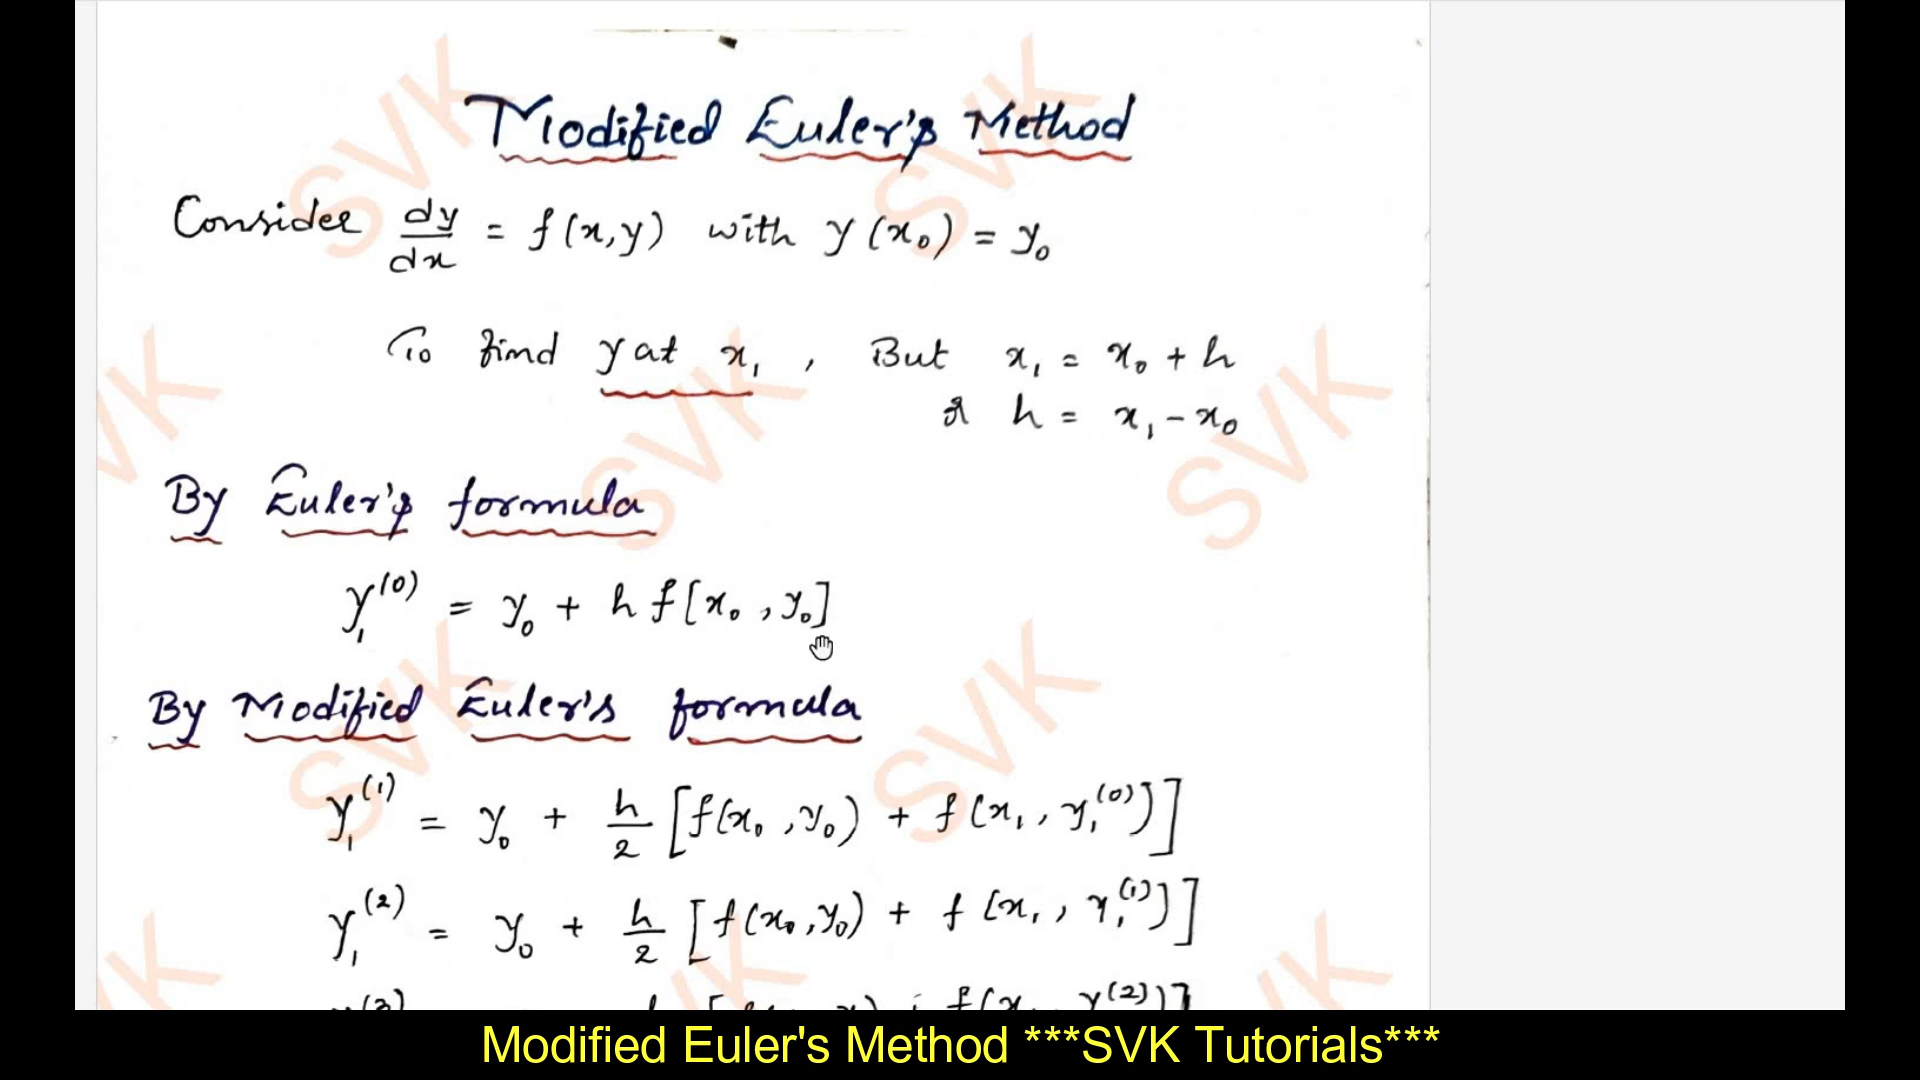 Modified Euler's Method
Consider dy/dx = f(x,y) with y(x₀) = y₀
To find y at x₁ , But x₁ = x₀ + h
or h = x₁ - x₀
By Euler's formula
y₁⁽⁰⁾ = y₀ + h f[x₀ , y₀]
By Modified Euler's formula
y₁⁽¹⁾ = y₀ + h/2 [f(x₀ , y₀) + f(x₁ , y₁⁽⁰⁾)]
y₁⁽²⁾ = y₀ + h/2 [f(x₀ , y₀) + f(x₁ , y₁⁽¹⁾)]
Modified Euler's Method ***SVK Tutorials***
SVK